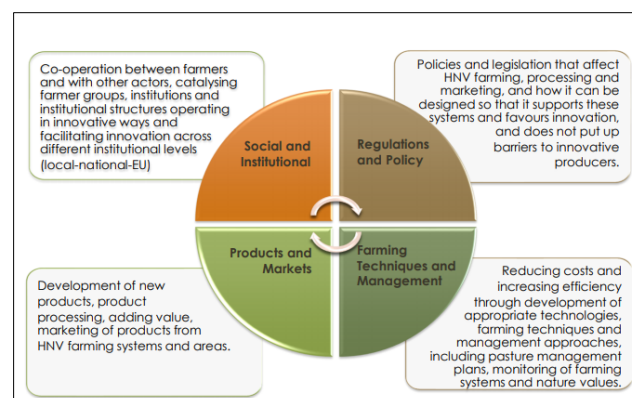 Co-operation between farmers
and with other actors, catalysing
farmer groups, institutions and
institutional structures operating
in innovative ways and
facilitating innovation across
different institutional levels
(local-national-EU)
Policies and legislation that affect
HNV farming, processing and
marketing, and how it can be
designed so that it supports these
systems and favours innovation,
and does not put up
barriers to innovative
producers.
Social and
Institutional
Regulations
and Policy
Products and
Markets
Farming
Techniques and
Management
Development of new
products, product
processing, adding value,
marketing of products from
HNV farming systems and areas.
Reducing costs and
increasing efficiency
through development of
appropriate technologies,
farming techniques and
management approaches,
including pasture management
plans, monitoring of farming
systems and nature values.